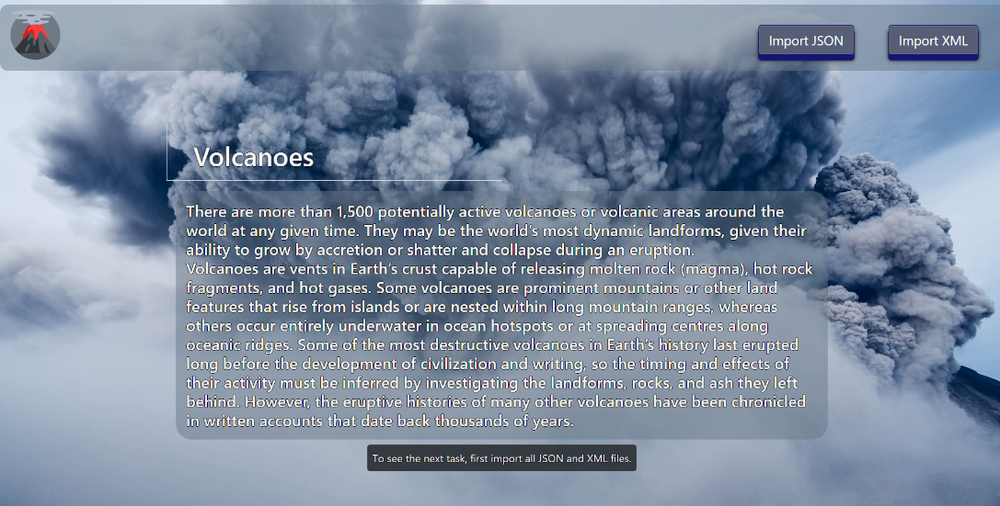 Import JSON
Import XML
Volcanoes
There are more than 1,500 potentially active volcanoes or volcanic areas around the
world at any given time. They may be the world's most dynamic landforms, given their
ability to grow by accretion or shatter and collapse during an eruption.
Volcanoes are vents in Earth's crust capable of releasing molten rock (magma), hot rock
fragments, and hot gases. Some volcanoes are prominent mountains or other land
features that rise from islands or are nested within long mountain ranges, whereas
others occur entirely underwater in ocean hotspots or at spreading centres along
oceanic ridges. Some of the most destructive volcanoes in Earth's history last erupted
long before the development of civilization and writing, so the timing and effects of
their activity must be inferred by investigating the landforms, rocks, and ash they left
behind. However, the eruptive histories of many other volcanoes have been chronicled
in written accounts that date back thousands of years.
To see the next task, first import all JSON and XML files.